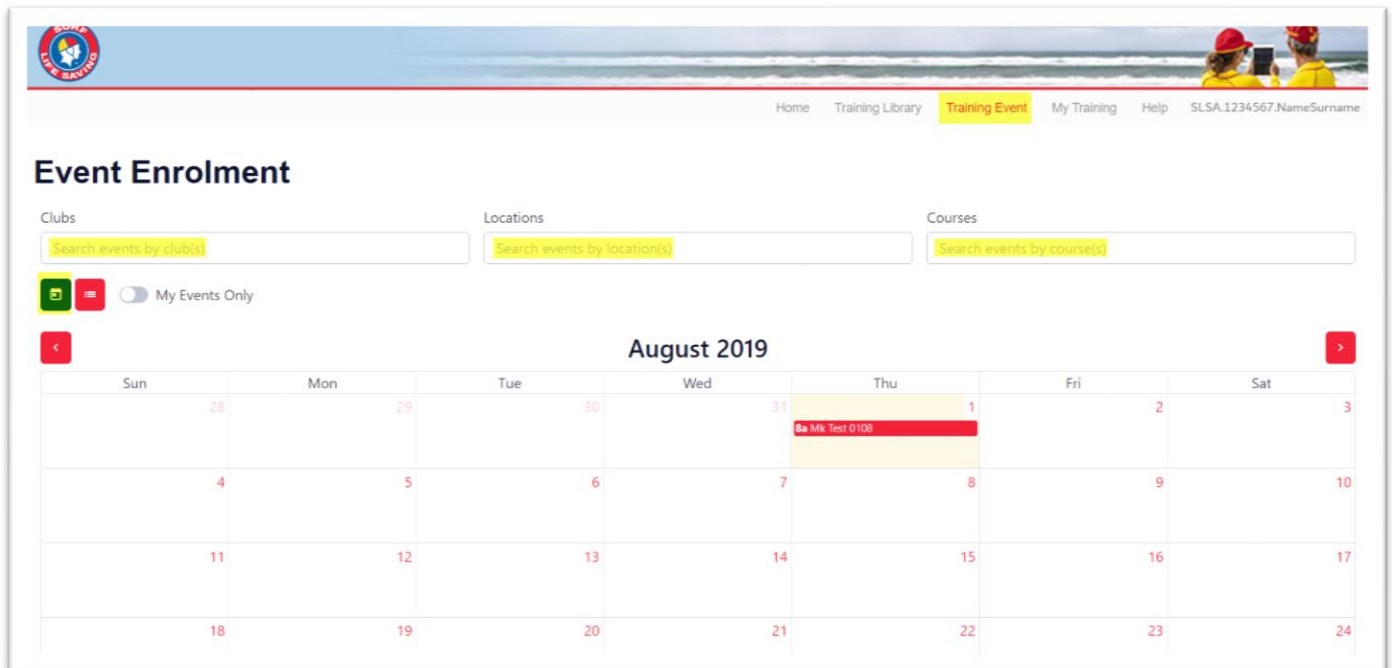 SURF
LIFE SAVING
Home Training Library Training Event My Training Help SLSA.1234567.NameSurname
Event Enrolment
Clubs Locations Courses
Search events by club(s) Search events by location(s) Search events by course(s)
My Events Only
< August 2019 >
Sun Mon Tue Wed Thu Fri Sat
28 29 30 31 1 2 3
8a Mk Test 0108
4 5 6 7 8 9 10
11 12 13 14 15 16 17
18 19 20 21 22 23 24